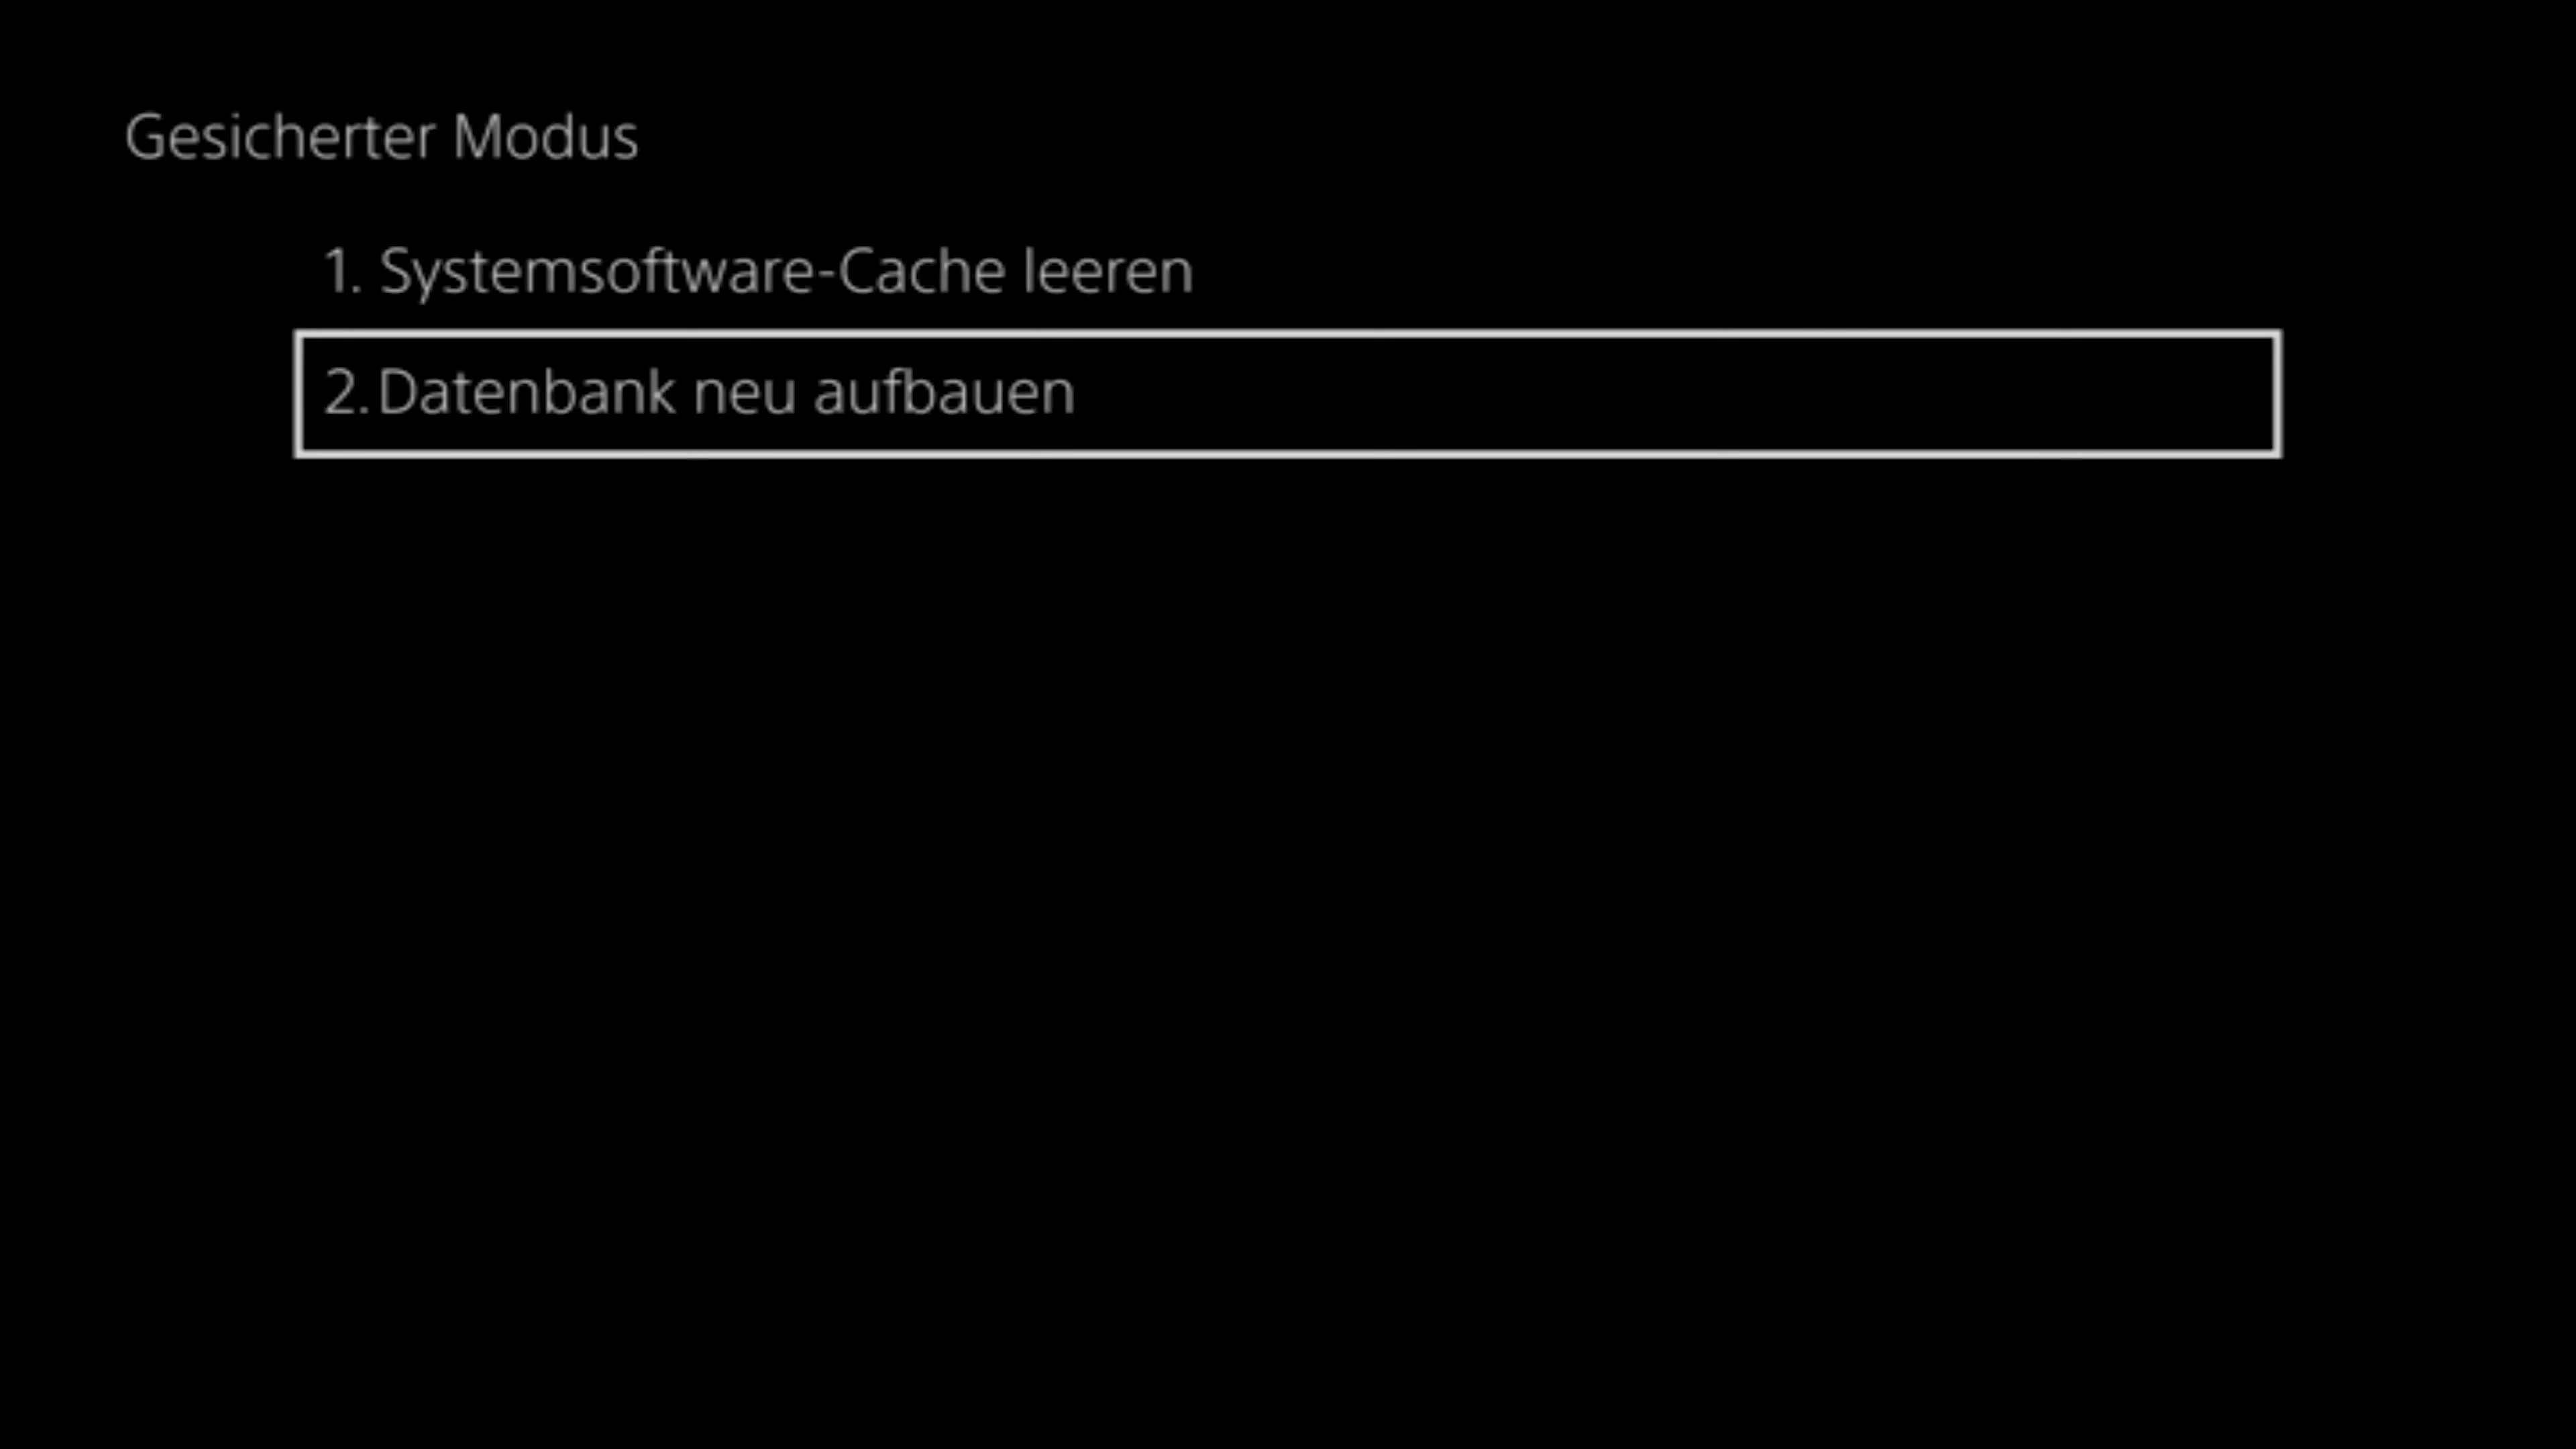 Gesicherter Modus
1. Systemsoftware-Cache leeren
2. Datenbank neu aufbauen